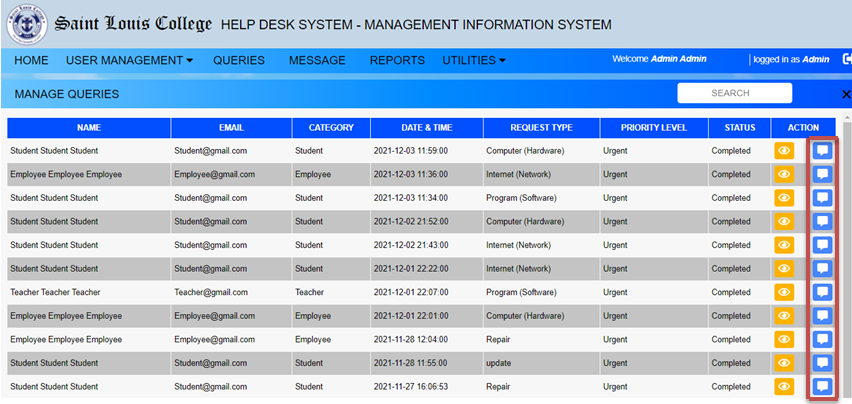 Saint Louis College HELP DESK SYSTEM - MANAGEMENT INFORMATION SYSTEM
HOME USER MANAGEMENT QUERIES MESSAGE REPORTS UTILITIES Welcome Admin Admin | logged in as Admin
MANAGE QUERIES SEARCH ×
NAME EMAIL CATEGORY DATE & TIME REQUEST TYPE PRIORITY LEVEL STATUS ACTION
Student Student Student Student@gmail.com Student 2021-12-03 11:59:00 Computer (Hardware) Urgent Completed
Employee Employee Employee Employee@gmail.com Employee 2021-12-03 11:36:00 Internet (Network) Urgent Completed
Student Student Student Student@gmail.com Student 2021-12-03 11:34:00 Program (Software) Urgent Completed
Student Student Student Student@gmail.com Student 2021-12-02 21:52:00 Computer (Hardware) Urgent Completed
Student Student Student Student@gmail.com Student 2021-12-02 21:43:00 Internet (Network) Urgent Completed
Student Student Student Student@gmail.com Student 2021-12-01 22:22:00 Internet (Network) Urgent Completed
Teacher Teacher Teacher Teacher@gmail.com Teacher 2021-12-01 22:07:00 Program (Software) Urgent Completed
Employee Employee Employee Employee@gmail.com Employee 2021-12-01 22:01:00 Computer (Hardware) Urgent Completed
Employee Employee Employee Employee@gmail.com Employee 2021-11-28 12:04:00 Repair Urgent Completed
Student Student Student Student@gmail.com Student 2021-11-28 11:55:00 update Urgent Completed
Student Student Student Student@gmail.com Student 2021-11-27 16:06:53 Repair Urgent Completed